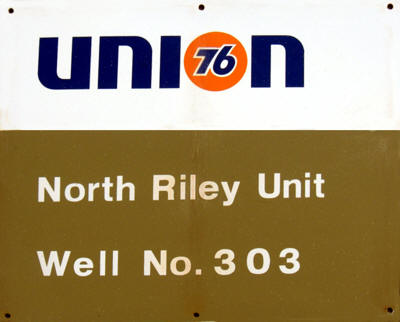 union 76
North Riley Unit
Well No. 303